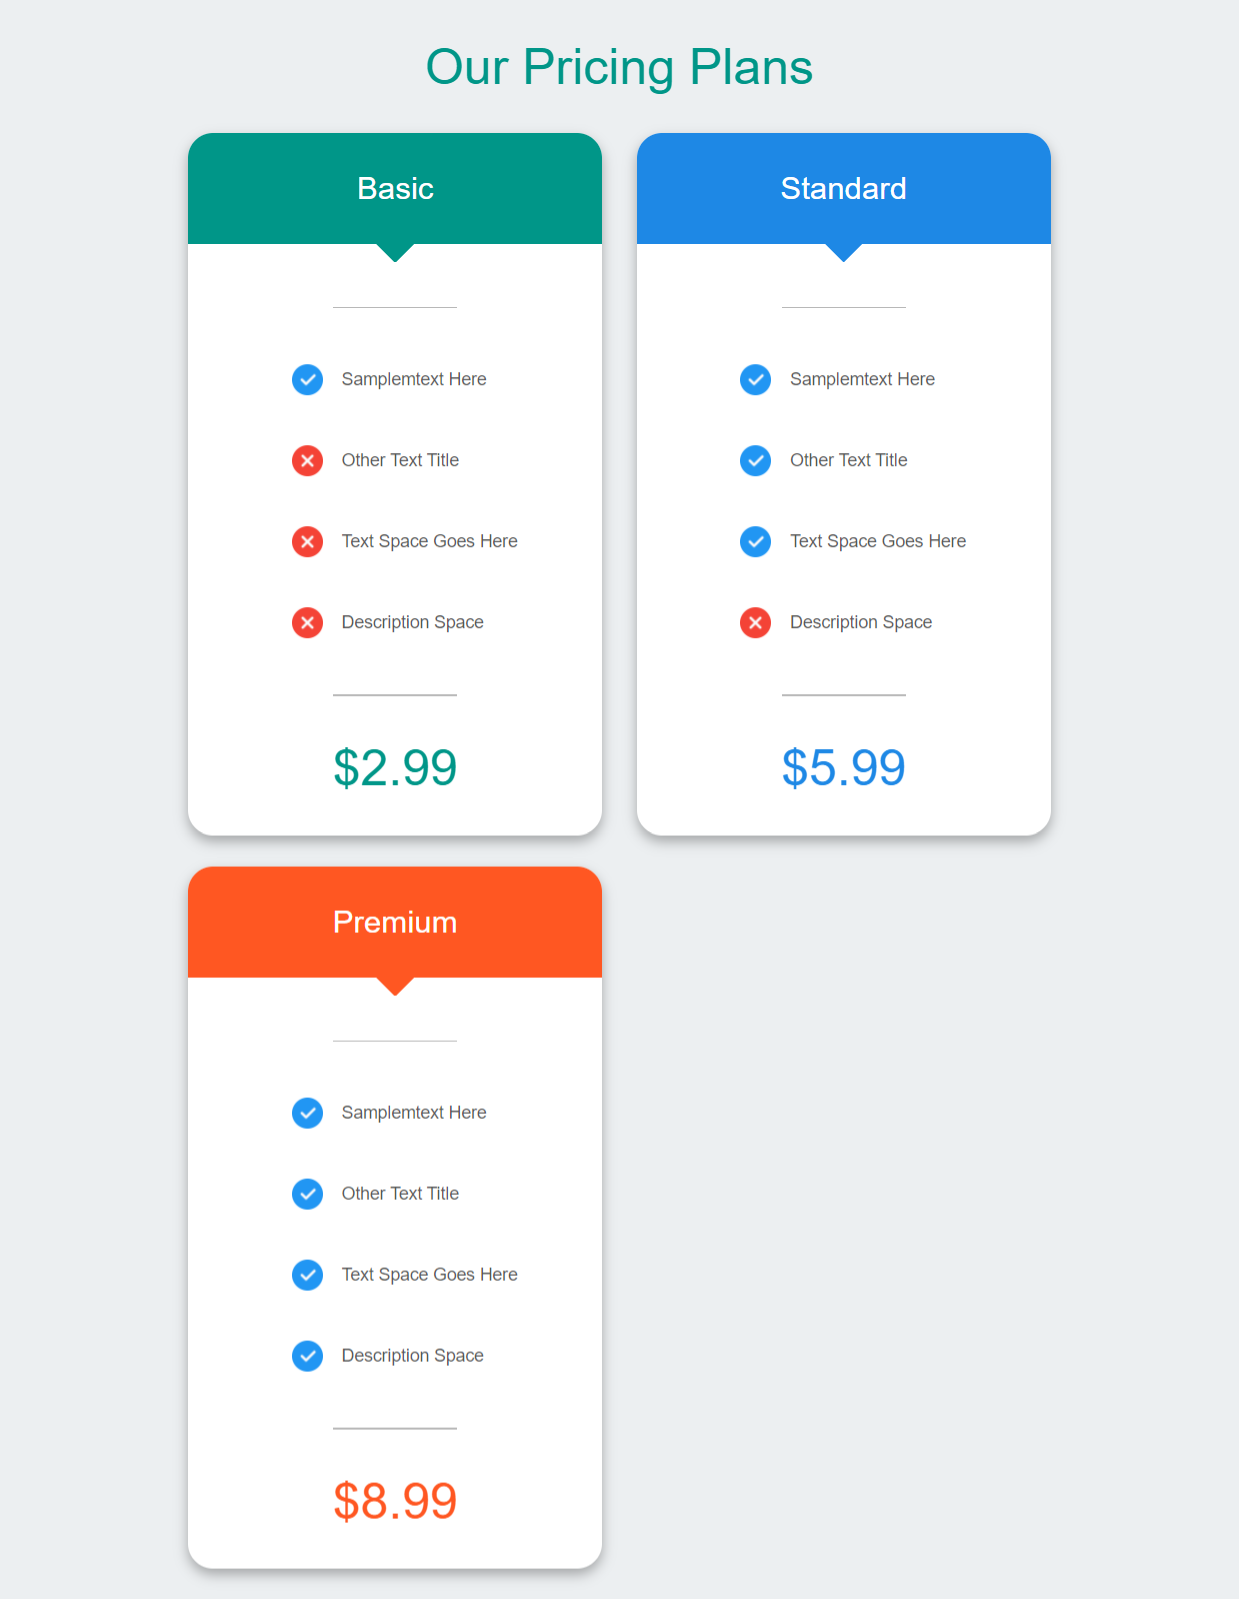 Our Pricing Plans
Basic
Samplemtext Here
Other Text Title
Text Space Goes Here
Description Space
$2.99
Standard
Samplemtext Here
Other Text Title
Text Space Goes Here
Description Space
$5.99
Premium
Samplemtext Here
Other Text Title
Text Space Goes Here
Description Space
$8.99